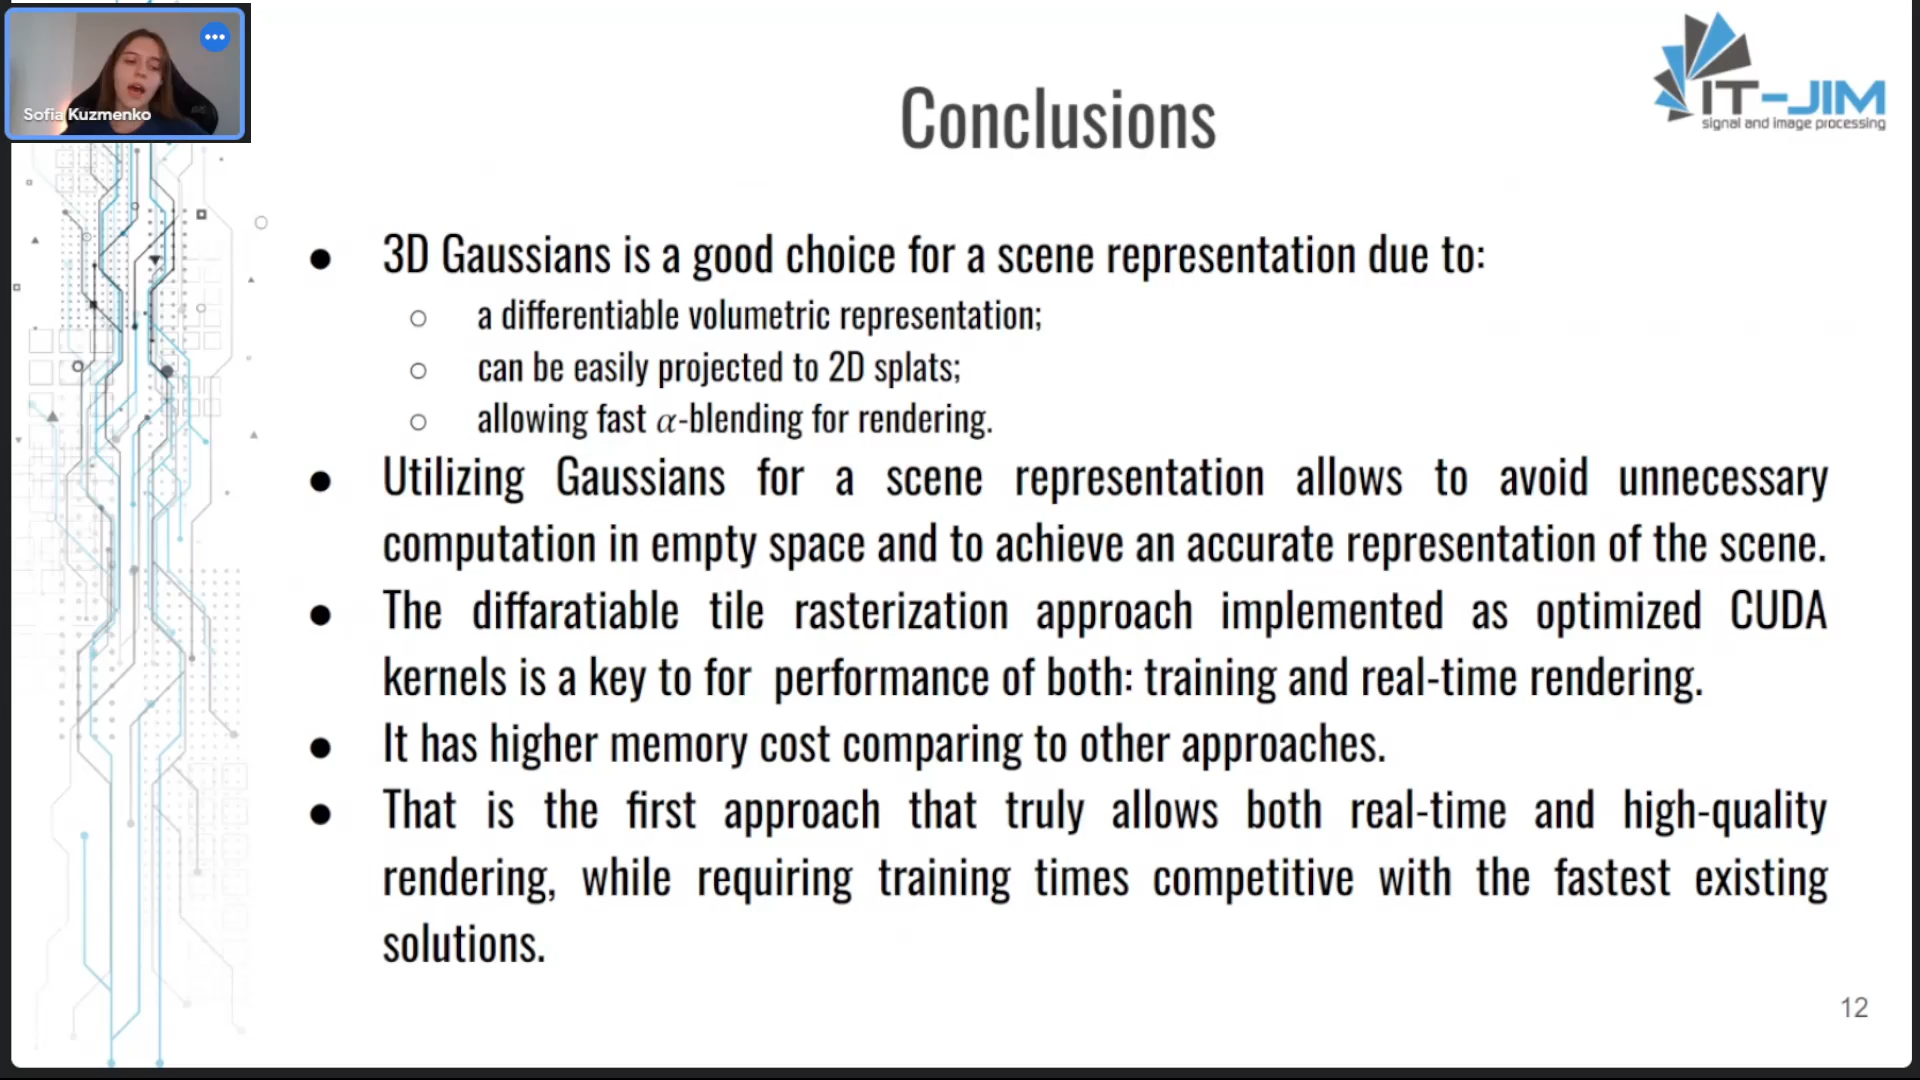 Sofia Kuzmenko
IT-JIM
signal and image processing
Conclusions
● 3D Gaussians is a good choice for a scene representation due to:
○ a differentiable volumetric representation;
○ can be easily projected to 2D splats;
○ allowing fast α-blending for rendering.
● Utilizing Gaussians for a scene representation allows to avoid unnecessary
computation in empty space and to achieve an accurate representation of the scene.
● The diffaratiable tile rasterization approach implemented as optimized CUDA
kernels is a key to for performance of both: training and real-time rendering.
● It has higher memory cost comparing to other approaches.
● That is the first approach that truly allows both real-time and high-quality
rendering, while requiring training times competitive with the fastest existing
solutions.
12